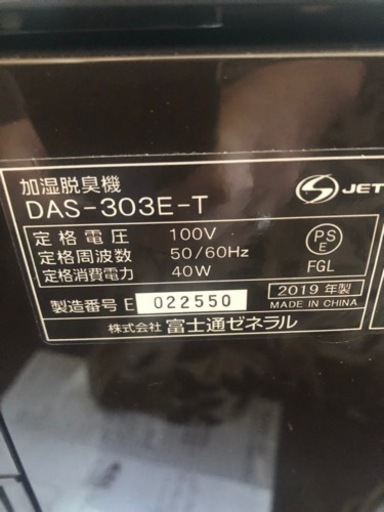 加湿脱臭機
DAS-303E-T
JET
定格電圧 100V
定格周波数 50/60Hz
定格消費電力 40W
PS
E
FGL
製造番号 E 022550
2019 年製
MADE IN CHINA
株式会社 富士通ゼネラル